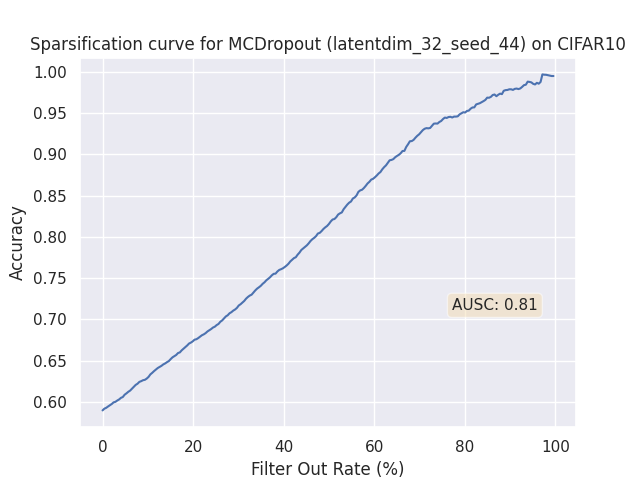 Sparsification curve for MCDropout (latentdim_32_seed_44) on CIFAR10
1.00
0.95
0.90
0.85
0.80
0.75
0.70
0.65
0.60
Accuracy
AUSC: 0.81
0 20 40 60 80 100
Filter Out Rate (%)